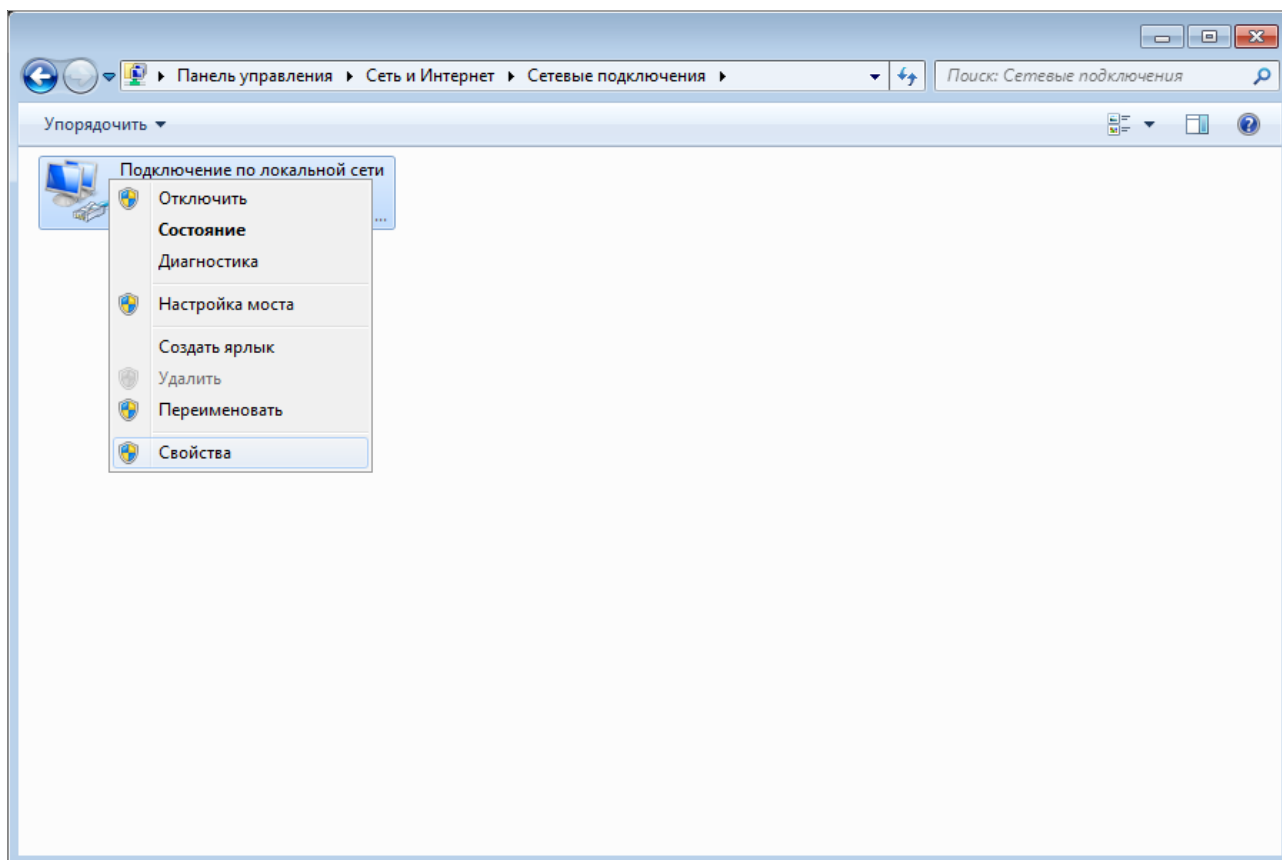 Панель управления Сеть и Интернет Сетевые подключения Поиск: Сетевые подключения
Упорядочить
Подключение по локальной сети
...
Отключить
Состояние
Диагностика
Настройка моста
Создать ярлык
Удалить
Переименовать
Свойства